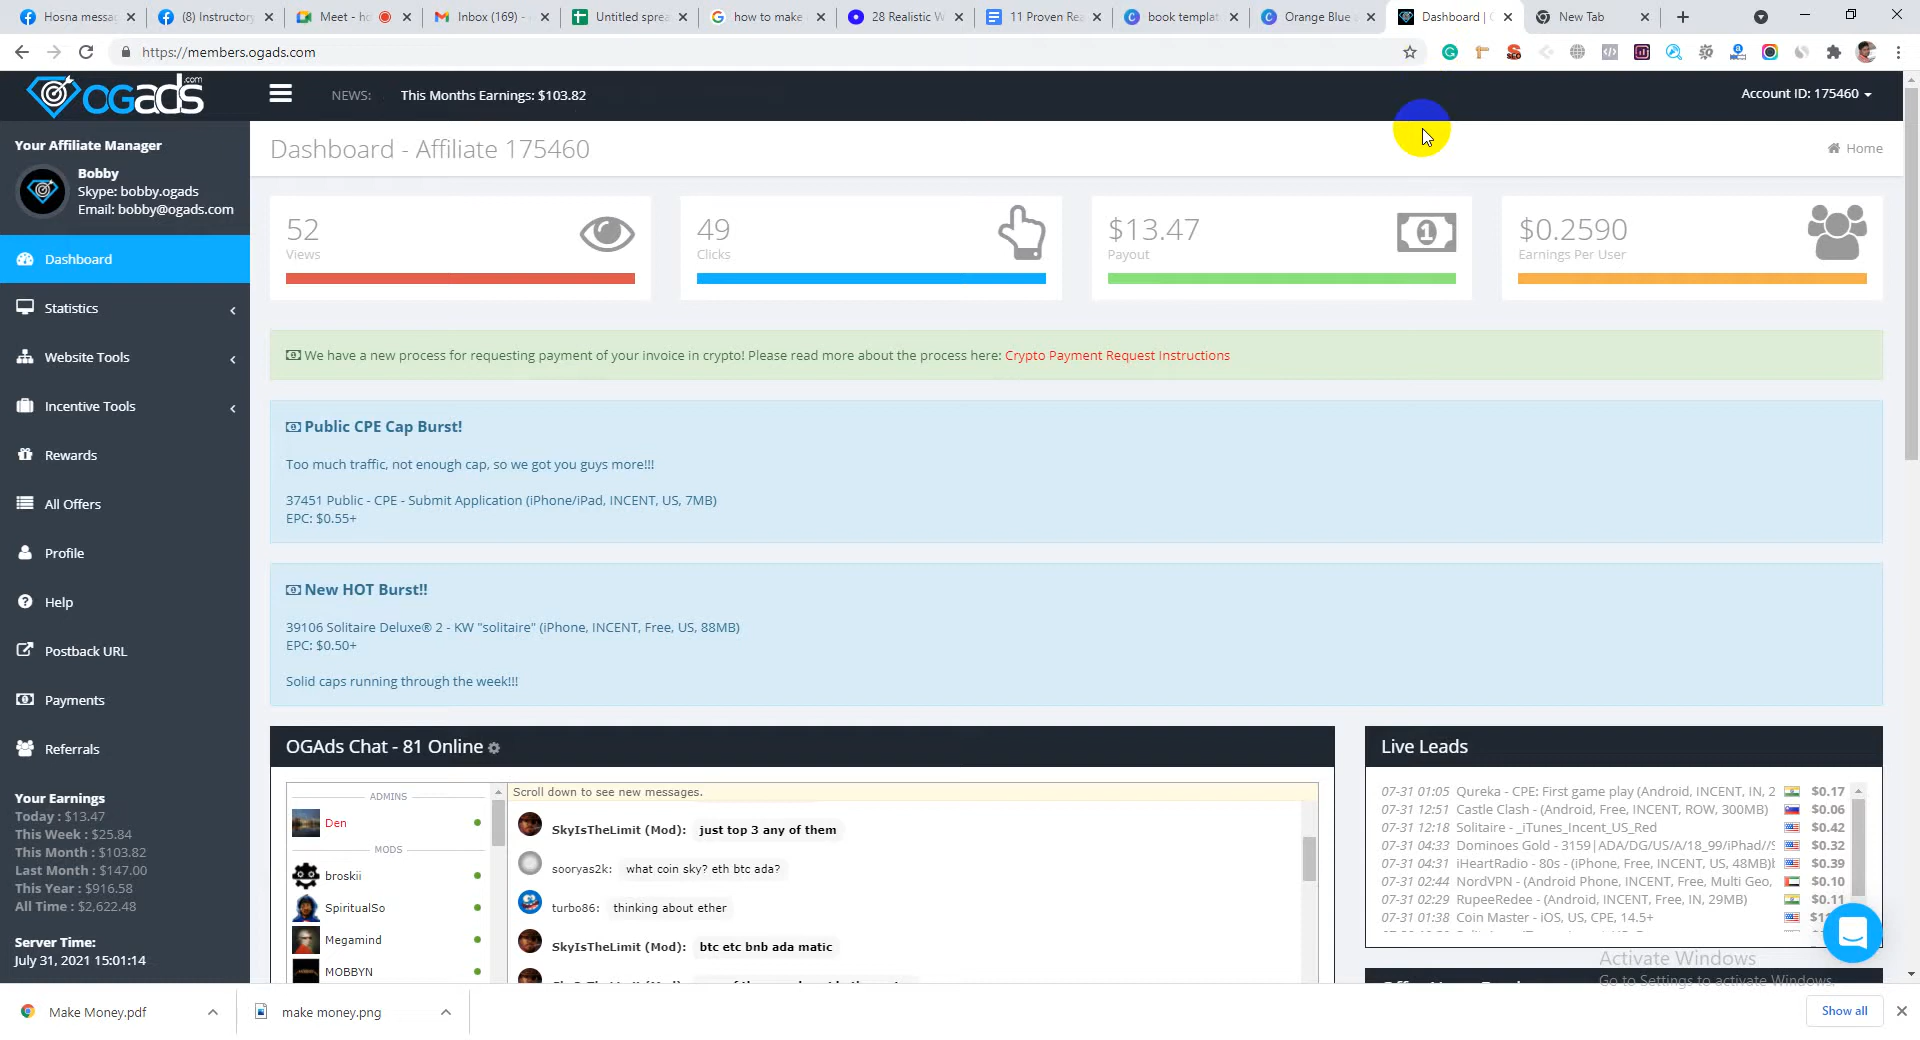 Hosna messa
(8) Instructory
Meet - ho
Inbox (169) -
Untitled sprea
how to make
28 Realistic W
11 Proven Rea
book templat
Orange Blue
Dashboard |
New Tab
https://members.ogads.com
OGads.com
NEWS:
This Months Earnings: $103.82
Account ID: 175460
Your Affiliate Manager
Bobby
Skype: bobby.ogads
Email: bobby@ogads.com
Dashboard - Affiliate 175460
Home
Dashboard
Statistics
Website Tools
Incentive Tools
Rewards
All Offers
Profile
Help
Postback URL
Payments
Referrals
Your Earnings
Today : $13.47
This Week : $25.84
This Month : $103.82
Last Month : $147.00
This Year : $916.58
All Time : $2,622.48
Server Time:
July 31, 2021 15:01:14
52
Views
49
Clicks
$13.47
Payout
$0.2590
Earnings Per User
We have a new process for requesting payment of your invoice in crypto! Please read more about the process here: Crypto Payment Request Instructions
Public CPE Cap Burst!
Too much traffic, not enough cap, so we got you guys more!!!
37451 Public - CPE - Submit Application (iPhone/iPad, INCENT, US, 7MB)
EPC: $0.55+
New HOT Burst!!
39106 Solitaire Deluxe® 2 - KW "solitaire" (iPhone, INCENT, Free, US, 88MB)
EPC: $0.50+
Solid caps running through the week!!!
OGAds Chat - 81 Online
ADMINS
Den
MODS
broskii
SpiritualSo
Megamind
MOBBYN
Scroll down to see new messages.
SkyIsTheLimit (Mod): just top 3 any of them
sooryas2k: what coin sky? eth btc ada?
turbo86: thinking about ether
SkyIsTheLimit (Mod): btc etc bnb ada matic
Live Leads
07-31 01:05 Qureka - CPE: First game play (Android, INCENT, IN, 2 $0.17
07-31 12:51 Castle Clash - (Android, Free, INCENT, ROW, 300MB) $0.06
07-31 12:18 Solitaire - _iTunes_Incent_US_Red $0.42
07-31 04:33 Dominoes Gold - 3159|ADA/DG/US/A/18_99/iPhad//S $0.32
07-31 04:31 iHeartRadio - 80s - (iPhone, Free, INCENT, US, 48MB) $0.39
07-31 02:44 NordVPN - (Android Phone, INCENT, Free, Multi Geo, $0.10
07-31 02:29 RupeeRedee - (Android, INCENT, Free, IN, 29MB) $0.11
07-31 01:38 Coin Master - iOS, US, CPE, 14.5+
Activate Windows
Go to Settings to activate Windows.
Make Money.pdf
make money.png
Show all